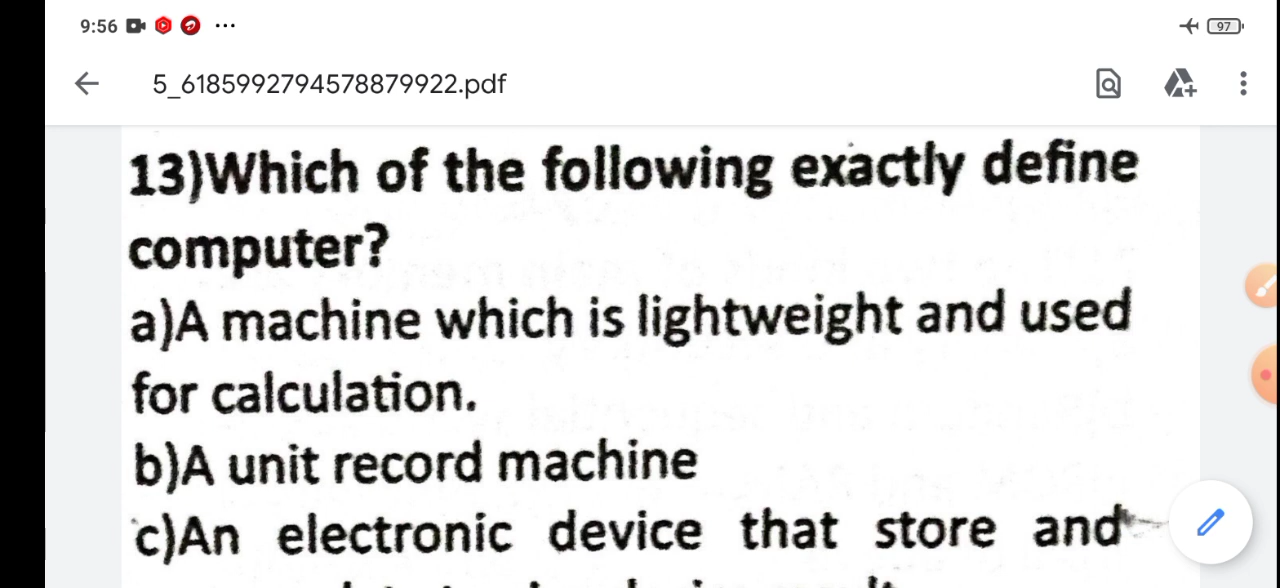 9:56 ...
97
5_6185992794578879922.pdf
13)Which of the following exactly define
computer?
a)A machine which is lightweight and used
for calculation.
b)A unit record machine
c)An electronic device that store and